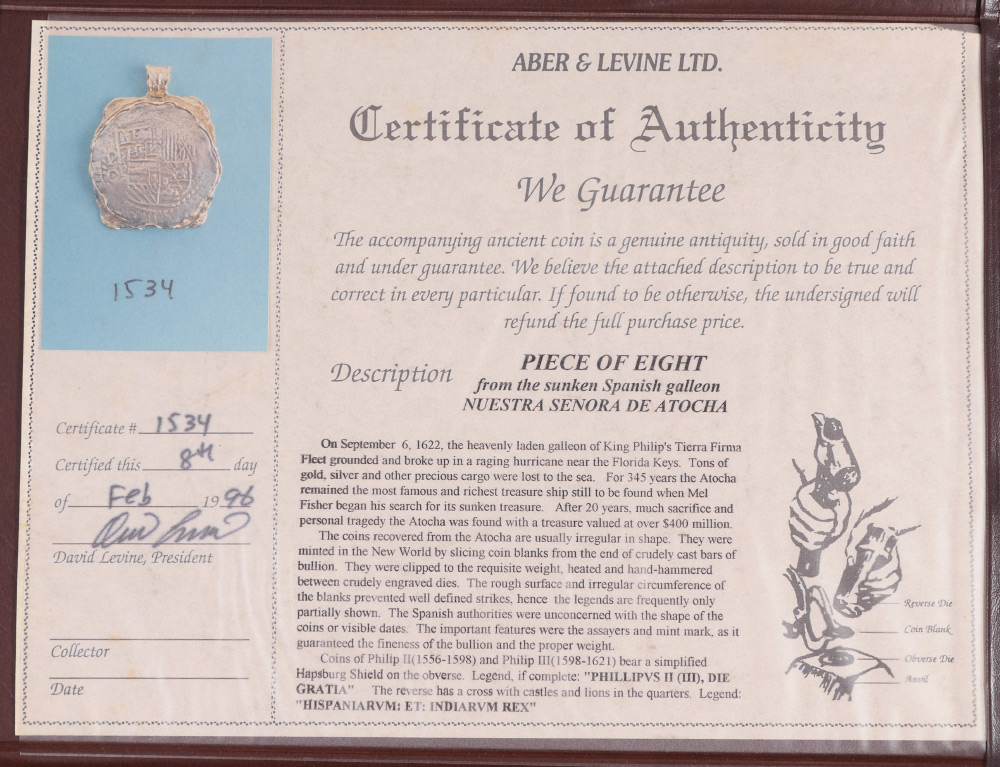 1534
Certificate # 1534
Certified this 8th day
of Feb 1996
David Levine, President
Collector
Date
ABER & LEVINE LTD.
Certificate of Authenticity
We Guarantee
The accompanying ancient coin is a genuine antiquity, sold in good faith
and under guarantee. We believe the attached description to be true and
correct in every particular. If found to be otherwise, the undersigned will
refund the full purchase price.
Description
PIECE OF EIGHT
from the sunken Spanish galleon
NUESTRA SENORA DE ATOCHA
On September 6, 1622, the heavenly laden galleon of King Philip's Tierra Firma
Fleet grounded and broke up in a raging hurricane near the Florida Keys. Tons of
gold, silver and other precious cargo were lost to the sea. For 345 years the Atocha
remained the most famous and richest treasure ship still to be found when Mel
Fisher began his search for its sunken treasure. After 20 years, much sacrifice and
personal tragedy the Atocha was found with a treasure valued at over $400 million.
The coins recovered from the Atocha are usually irregular in shape. They were
minted in the New World by slicing coin blanks from the end of crudely cast bars of
bullion. They were clipped to the requisite weight, heated and hand-hammered
between crudely engraved dies. The rough surface and irregular circumference of
the blanks prevented well defined strikes, hence the legends are frequently only
partially shown. The Spanish authorities were unconcerned with the shape of the
coins or visible dates. The important features were the assayers and mint mark, as it
guaranteed the fineness of the bullion and the proper weight.
Coins of Philip II(1556-1598) and Philip III(1598-1621) bear a simplified
Hapsburg Shield on the obverse. Legend, if complete: "PHILLIPVS II (III), DIE
GRATIA" The reverse has a cross with castles and lions in the quarters. Legend:
"HISPANIARVM: ET: INDIARVM REX"
Reverse Die
Coin Blank
Obverse Die
Anvil